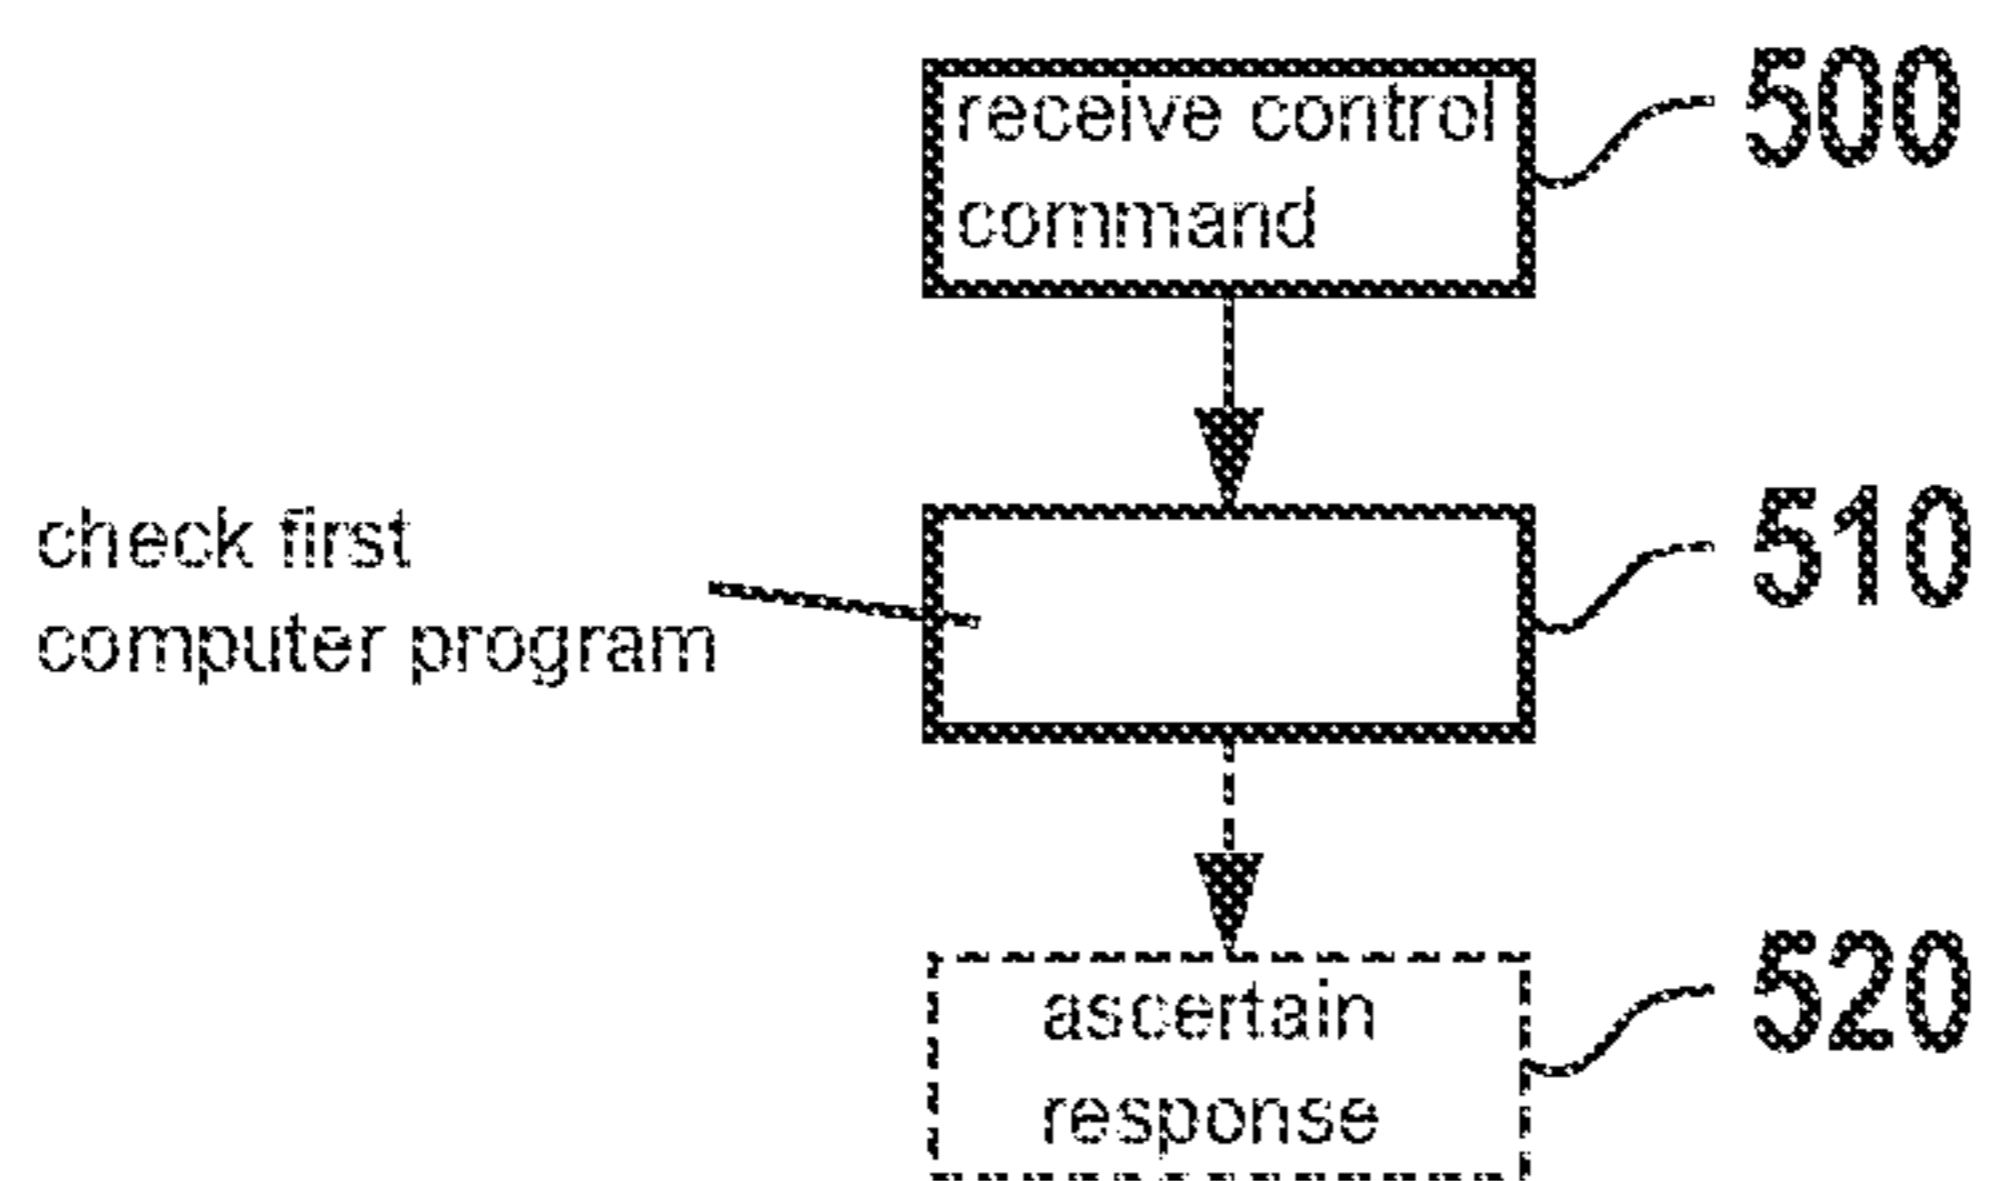 receive control
command
500
check first
computer program
510
ascertain
response
520